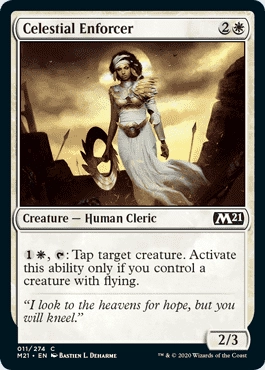 Celestial Enforcer 2
Creature — Human Cleric M21
1 , : Tap target creature. Activate
this ability only if you control a
creature with flying.
"I look to the heavens for hope, but you
will kneel."
2/3
011/274 C
M21 • EN BASTIEN L. DEHARME
™ & © 2020 Wizards of the Coast